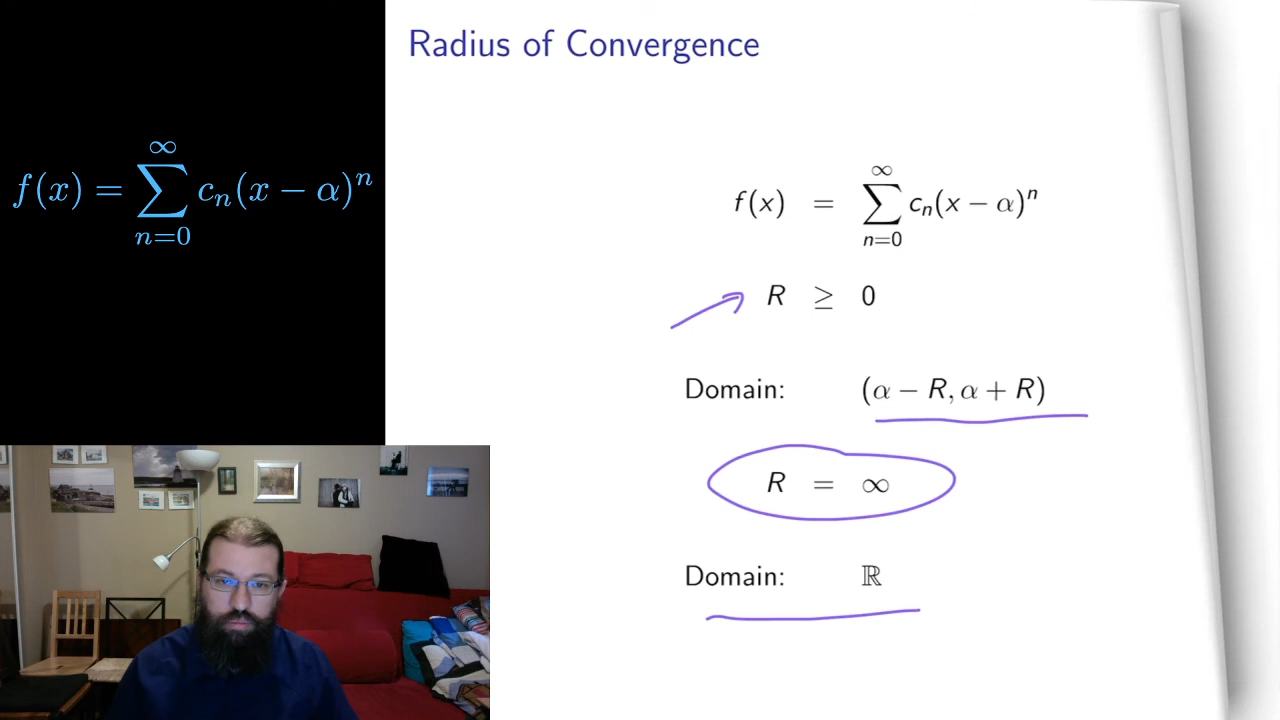 Radius of Convergence
f(x) = ∑_{n=0}^{∞} c_n(x − α)^n
f(x) = ∑_{n=0}^{∞} c_n(x − α)^n
R ≥ 0
Domain: (α − R, α + R)
R = ∞
Domain: ℝ